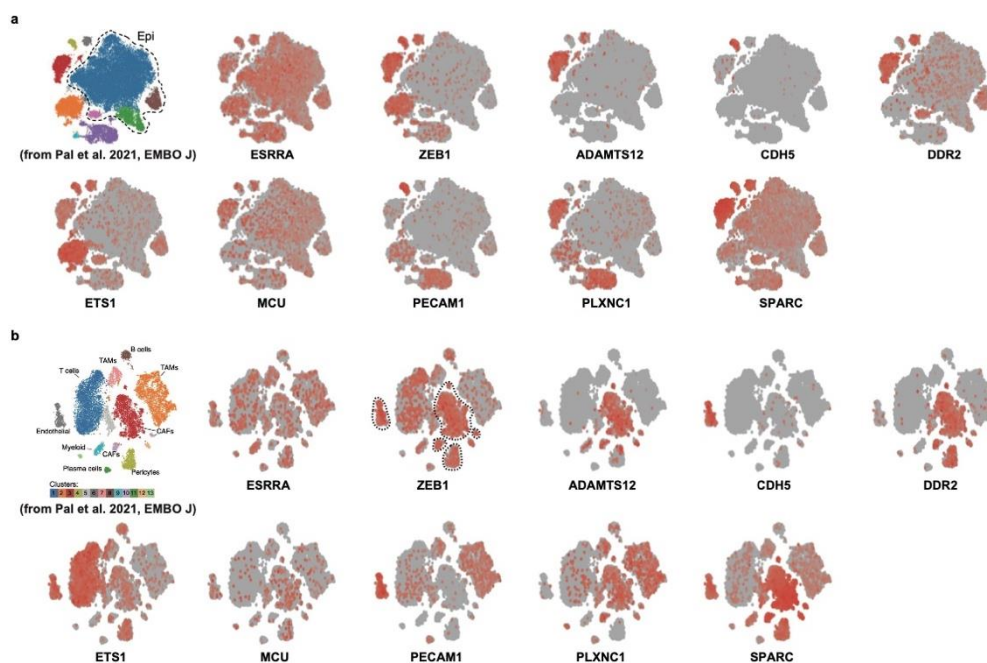 a
Epi
(from Pal et al. 2021, EMBO J)
ESRRA
ZEB1
ADAMTS12
CDH5
DDR2
ETS1
MCU
PECAM1
PLXNC1
SPARC
b
B cells
TAMs
TAMs
T cells
Endothelial
CAFs
Myeloid
CAFs
Plasma cells
Pericytes
Clusters:
1 2 3 4 5 6 7 8 9 10 11 12 13
(from Pal et al. 2021, EMBO J)
ESRRA
ZEB1
ADAMTS12
CDH5
DDR2
ETS1
MCU
PECAM1
PLXNC1
SPARC